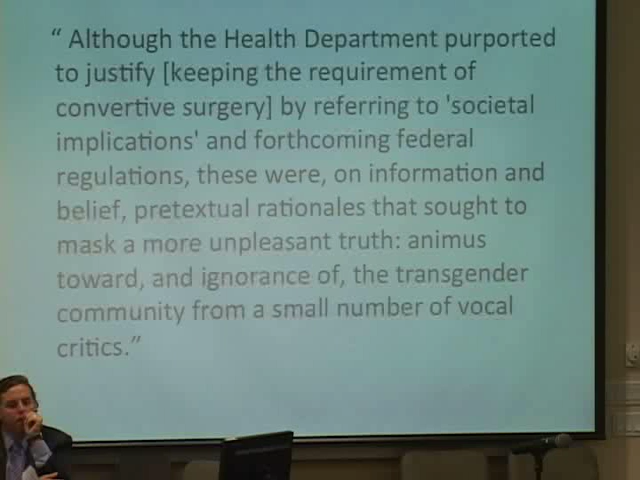 “ Although the Health Department purported
to justify [keeping the requirement of
convertive surgery] by referring to 'societal
implications' and forthcoming federal
regulations, these were, on information and
belief, pretextual rationales that sought to
mask a more unpleasant truth: animus
toward, and ignorance of, the transgender
community from a small number of vocal
critics.”